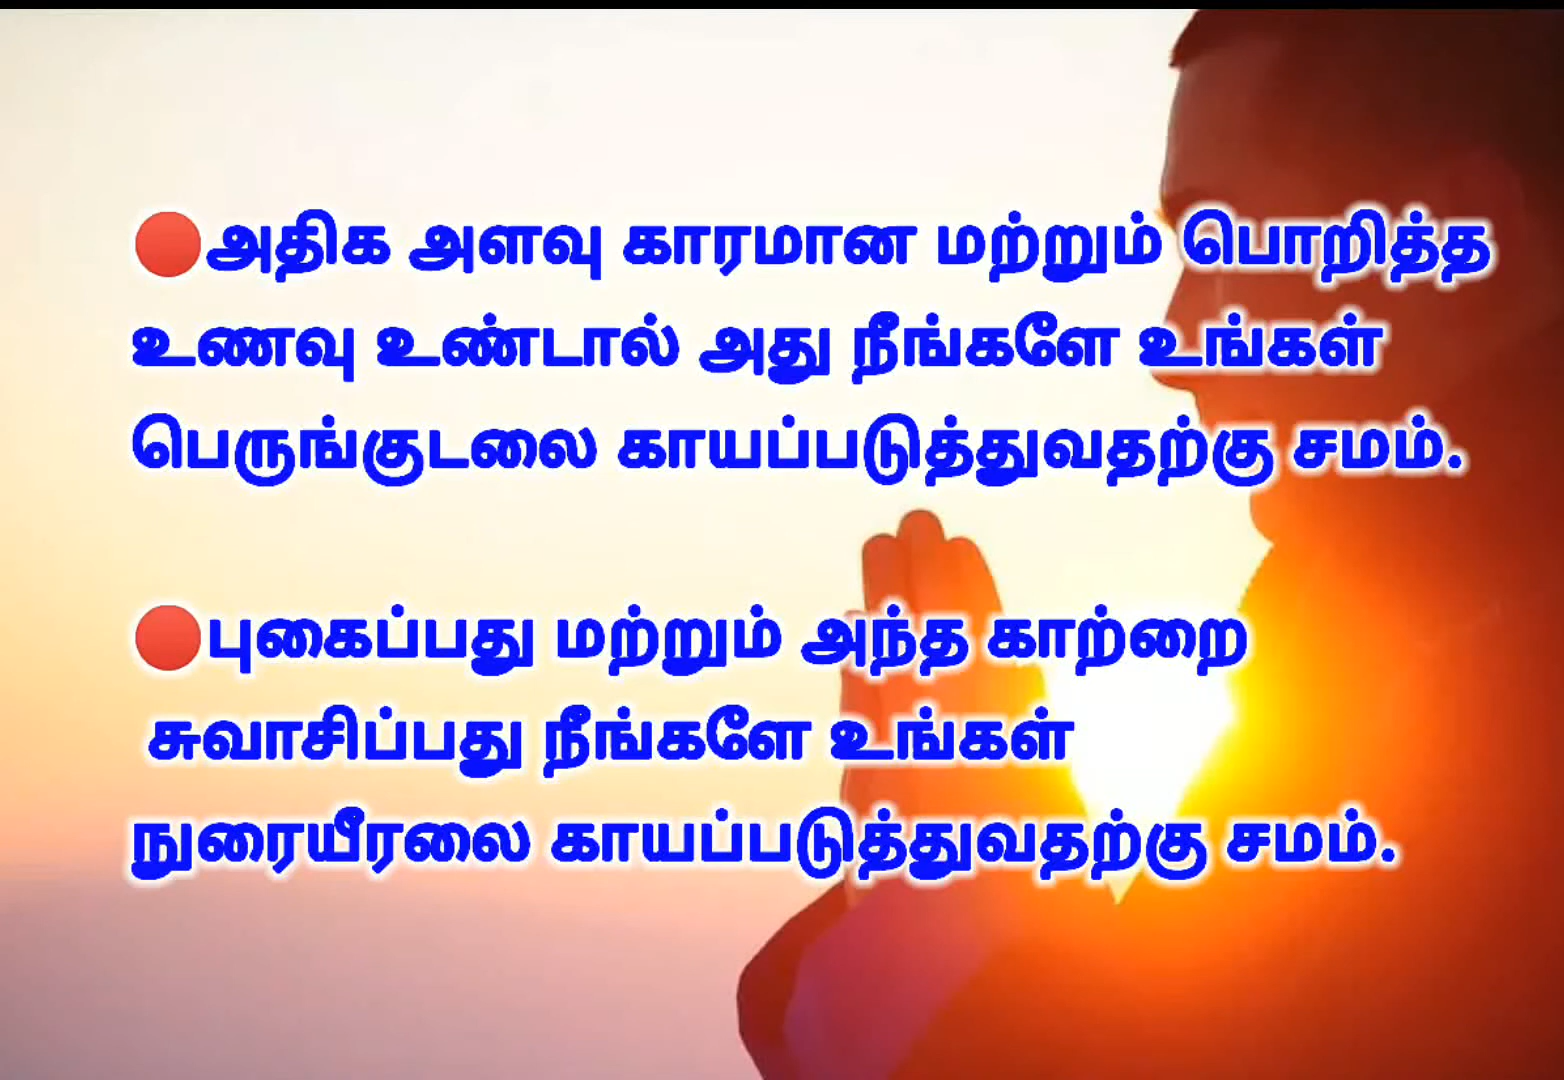 🔴அதிக அளவு காரமான மற்றும் பொறித்த
உணவு உண்டால் அது நீங்களே உங்கள்
பெருங்குடலை காயப்படுத்துவதற்கு சமம்.
🔴புகைப்பது மற்றும் அந்த காற்றை
சுவாசிப்பது நீங்களே உங்கள்
நுரையீரலை காயப்படுத்துவதற்கு சமம்.